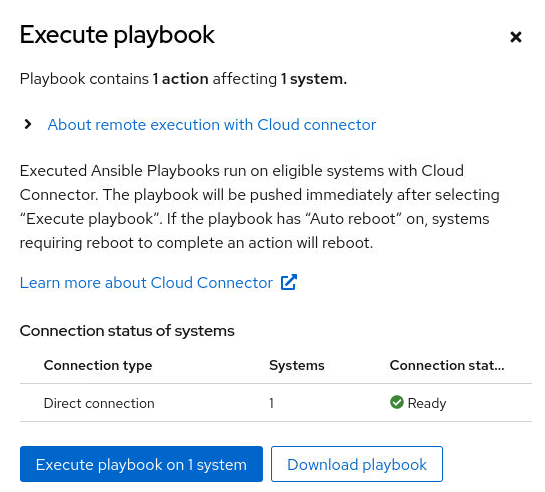 Execute playbook
Playbook contains 1 action affecting 1 system.
About remote execution with Cloud connector
Executed Ansible Playbooks run on eligible systems with Cloud
Connector. The playbook will be pushed immediately after selecting
“Execute playbook”. If the playbook has “Auto reboot” on, systems
requiring reboot to complete an action will reboot.
Learn more about Cloud Connector
Connection status of systems
Connection type Systems Connection stat...
Direct connection 1 Ready
Execute playbook on 1 system Download playbook